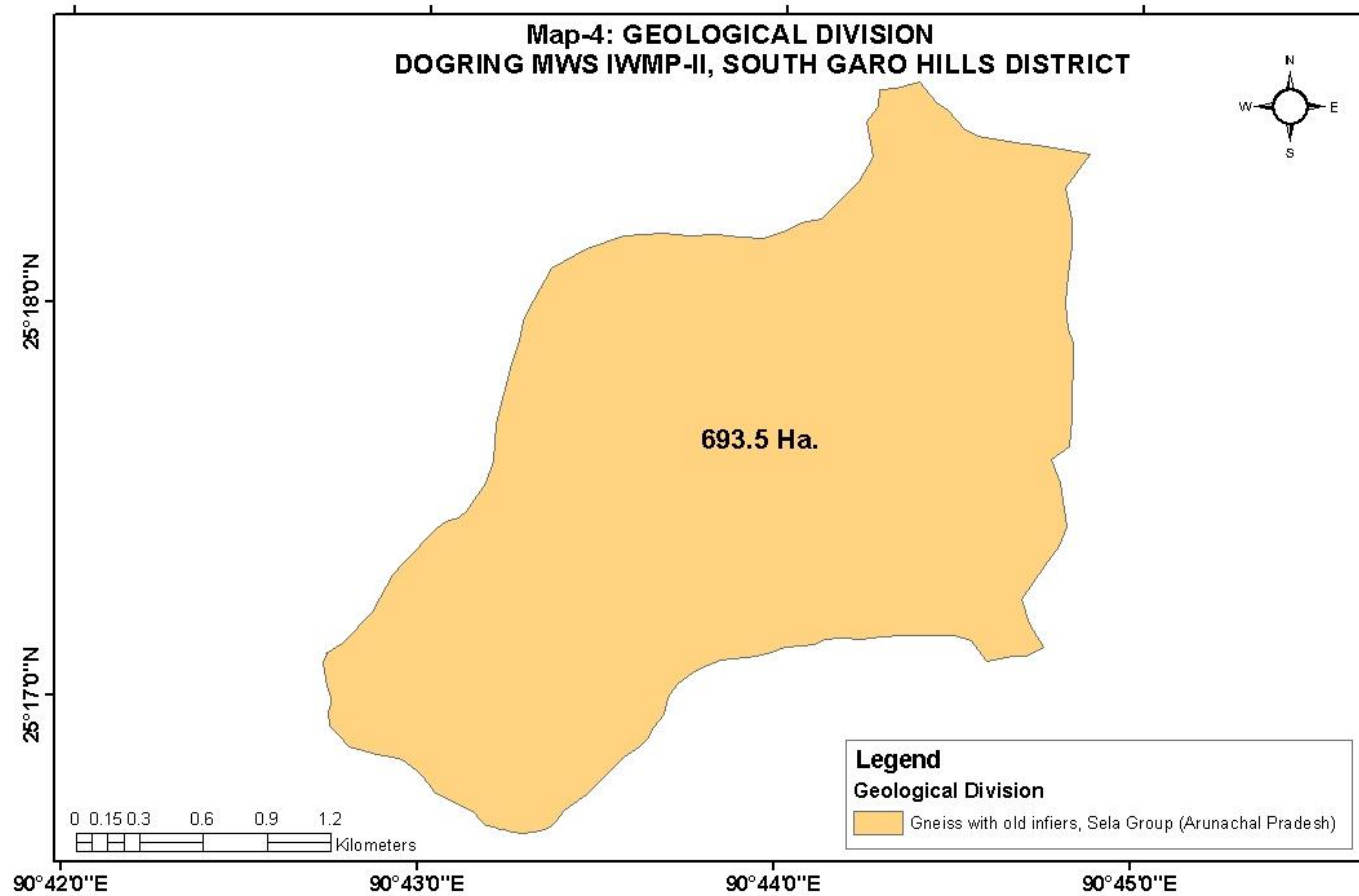 Map-4: GEOLOGICAL DIVISION
DOGRING MWS IWMP-II, SOUTH GARO HILLS DISTRICT
N
W E
S
25°18'0"N
693.5 Ha.
25°17'0"N
Legend
Geological Division
Gneiss with old infiers, Sela Group (Arunachal Pradesh)
0 0.15 0.3 0.6 0.9 1.2
Kilometers
90°42'0"E 90°43'0"E 90°44'0"E 90°45'0"E